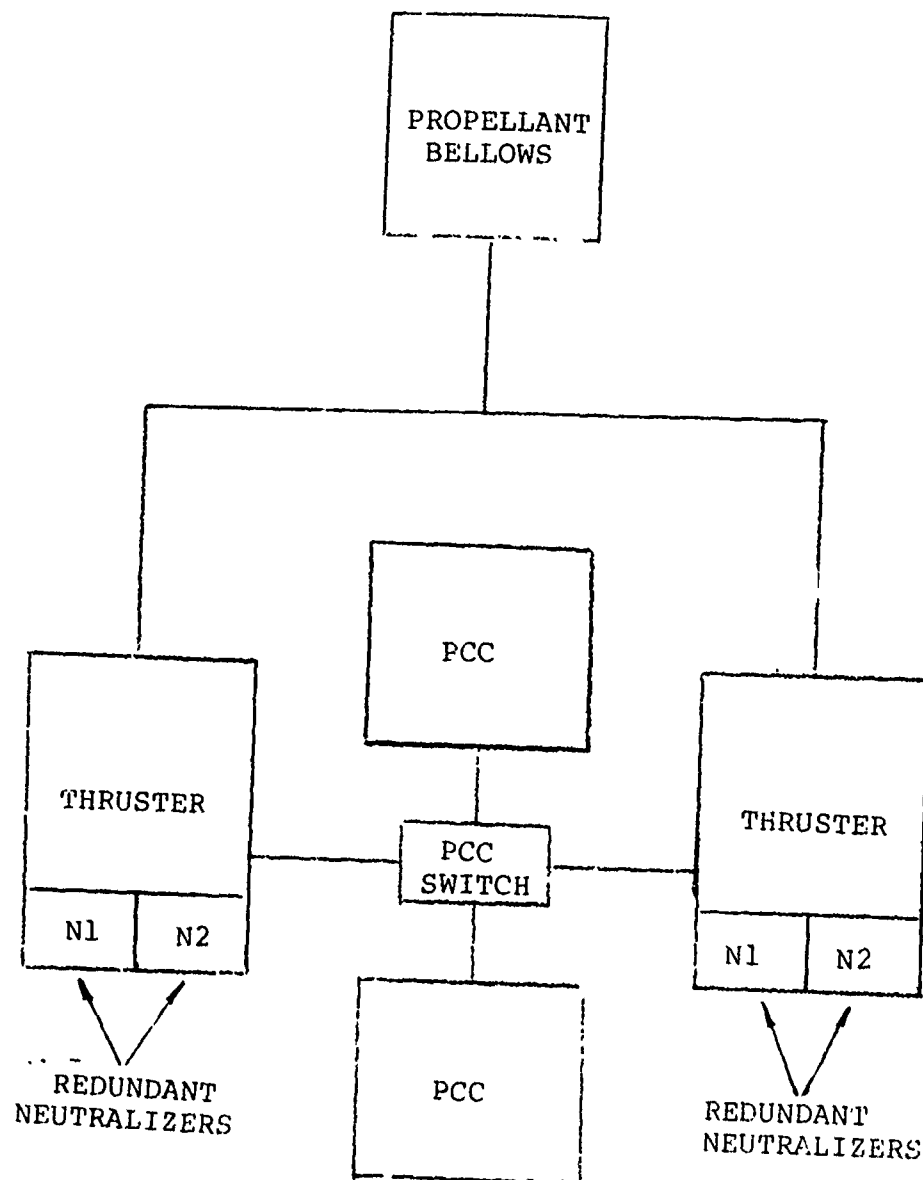 PROPELLANT
BELLOWS
PCC
THRUSTER
THRUSTER
PCC
SWITCH
N1 N2
N1 N2
PCC
REDUNDANT
NEUTRALIZERS
REDUNDANT
NEUTRALIZERS